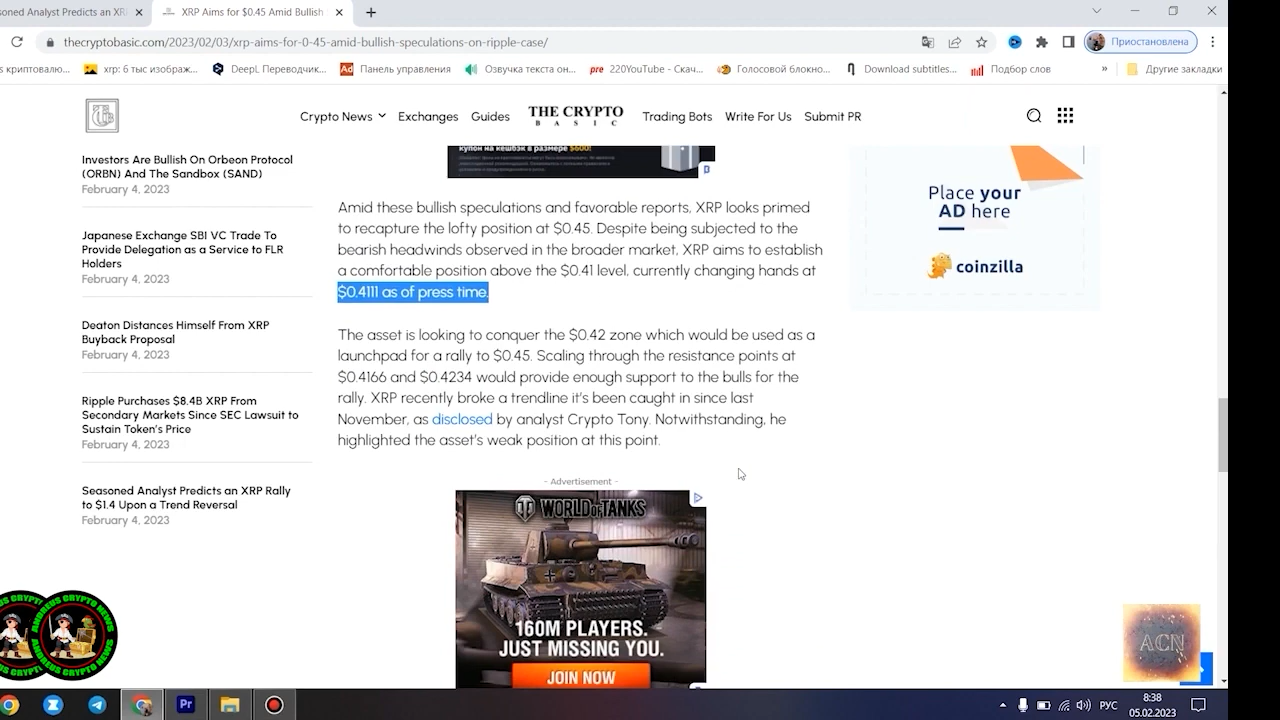 soned Analyst Predicts an XR
XRP Aims for $0.45 Amid Bullish
thecryptobasic.com/2023/02/03/xrp-aims-for-0-45-amid-bullish-speculations-on-ripple-case/
Приостановлена
s криптовалю...
xrp: 6 тыс изображ...
DeepL Переводчик...
Ad Панель управления
Озвучка текста он...
pre 220YouTube - Скач...
Голосовой блокно...
Download subtitles...
Подбор слов
»
Другие закладки
Crypto News
Exchanges
Guides
THE CRYPTO
BASIC
Trading Bots
Write For Us
Submit PR
Investors Are Bullish On Orbeon Protocol
(ORBN) And The Sandbox (SAND)
February 4, 2023
Japanese Exchange SBI VC Trade To
Provide Delegation as a Service to FLR
Holders
February 4, 2023
Deaton Distances Himself From XRP
Buyback Proposal
February 4, 2023
Ripple Purchases $8.4B XRP From
Secondary Markets Since SEC Lawsuit to
Sustain Token's Price
February 4, 2023
Seasoned Analyst Predicts an XRP Rally
to $1.4 Upon a Trend Reversal
February 4, 2023
купон на кешбэк в размере $600!
Amid these bullish speculations and favorable reports, XRP looks primed
to recapture the lofty position at $0.45. Despite being subjected to the
bearish headwinds observed in the broader market, XRP aims to establish
a comfortable position above the $0.41 level, currently changing hands at
$0.4111 as of press time.
The asset is looking to conquer the $0.42 zone which would be used as a
launchpad for a rally to $0.45. Scaling through the resistance points at
$0.4166 and $0.4234 would provide enough support to the bulls for the
rally. XRP recently broke a trendline it's been caught in since last
November, as disclosed by analyst Crypto Tony. Notwithstanding, he
highlighted the asset's weak position at this point.
- Advertisement -
WORLD OF TANKS
160M PLAYERS.
JUST MISSING YOU.
JOIN NOW
Place your
AD here
coinzilla
ANDREUS CRYPTO NEWS
ACN
Pr
РУС
8:38
05.02.2023